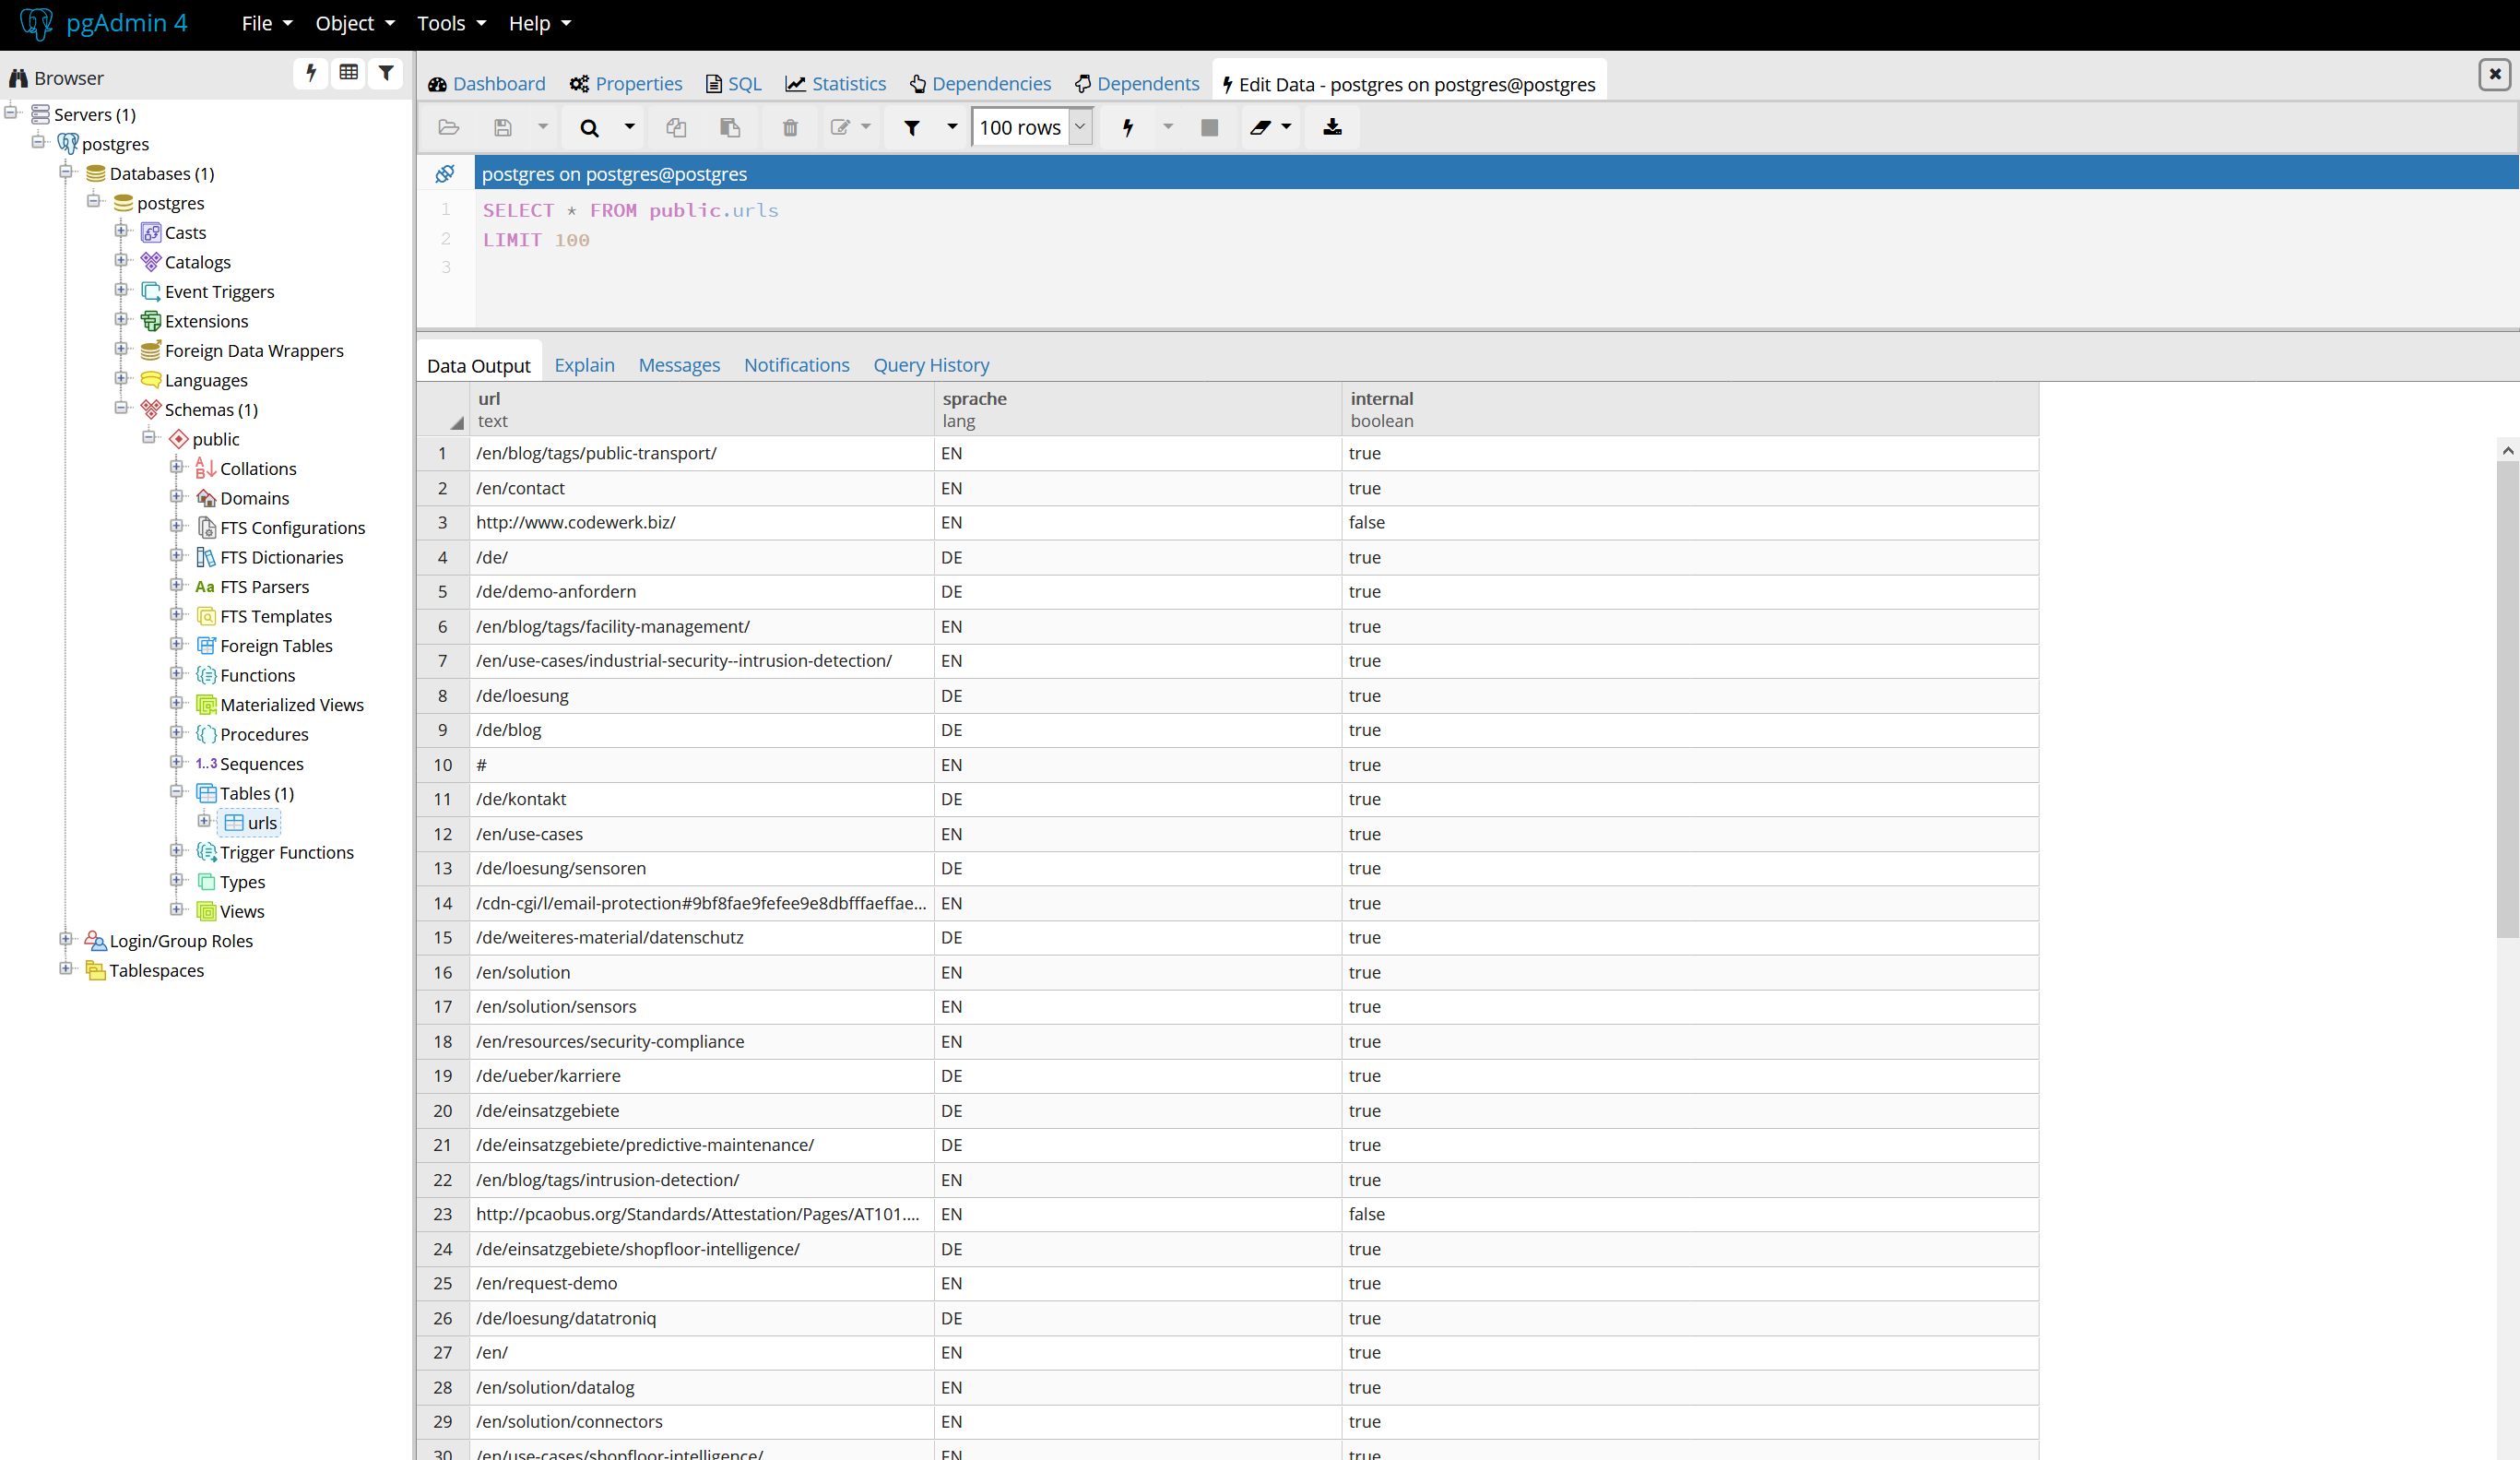 pgAdmin 4 File Object Tools Help
Browser
Servers (1)
postgres
Databases (1)
postgres
Casts
Catalogs
Event Triggers
Extensions
Foreign Data Wrappers
Languages
Schemas (1)
public
Collations
Domains
FTS Configurations
FTS Dictionaries
Aa FTS Parsers
FTS Templates
Foreign Tables
Functions
Materialized Views
Procedures
1..3 Sequences
Tables (1)
urls
Trigger Functions
Types
Views
Login/Group Roles
Tablespaces
Dashboard Properties SQL Statistics Dependencies Dependents Edit Data - postgres on postgres@postgres
100 rows
postgres on postgres@postgres
1 SELECT * FROM public.urls
2 LIMIT 100
3
Data Output Explain Messages Notifications Query History
url sprache internal
text lang boolean
1 /en/blog/tags/public-transport/ EN true
2 /en/contact EN true
3 http://www.codewerk.biz/ EN false
4 /de/ DE true
5 /de/demo-anfordern DE true
6 /en/blog/tags/facility-management/ EN true
7 /en/use-cases/industrial-security--intrusion-detection/ EN true
8 /de/loesung DE true
9 /de/blog DE true
10 # EN true
11 /de/kontakt DE true
12 /en/use-cases EN true
13 /de/loesung/sensoren DE true
14 /cdn-cgi/l/email-protection#9bf8fae9fefee9e8dbfffaeffae... EN true
15 /de/weiteres-material/datenschutz DE true
16 /en/solution EN true
17 /en/solution/sensors EN true
18 /en/resources/security-compliance EN true
19 /de/ueber/karriere DE true
20 /de/einsatzgebiete DE true
21 /de/einsatzgebiete/predictive-maintenance/ DE true
22 /en/blog/tags/intrusion-detection/ EN true
23 http://pcaobus.org/Standards/Attestation/Pages/AT101.... EN false
24 /de/einsatzgebiete/shopfloor-intelligence/ DE true
25 /en/request-demo EN true
26 /de/loesung/datatroniq DE true
27 /en/ EN true
28 /en/solution/datalog EN true
29 /en/solution/connectors EN true
30 /en/use-cases/shopfloor-intelligence/ EN true